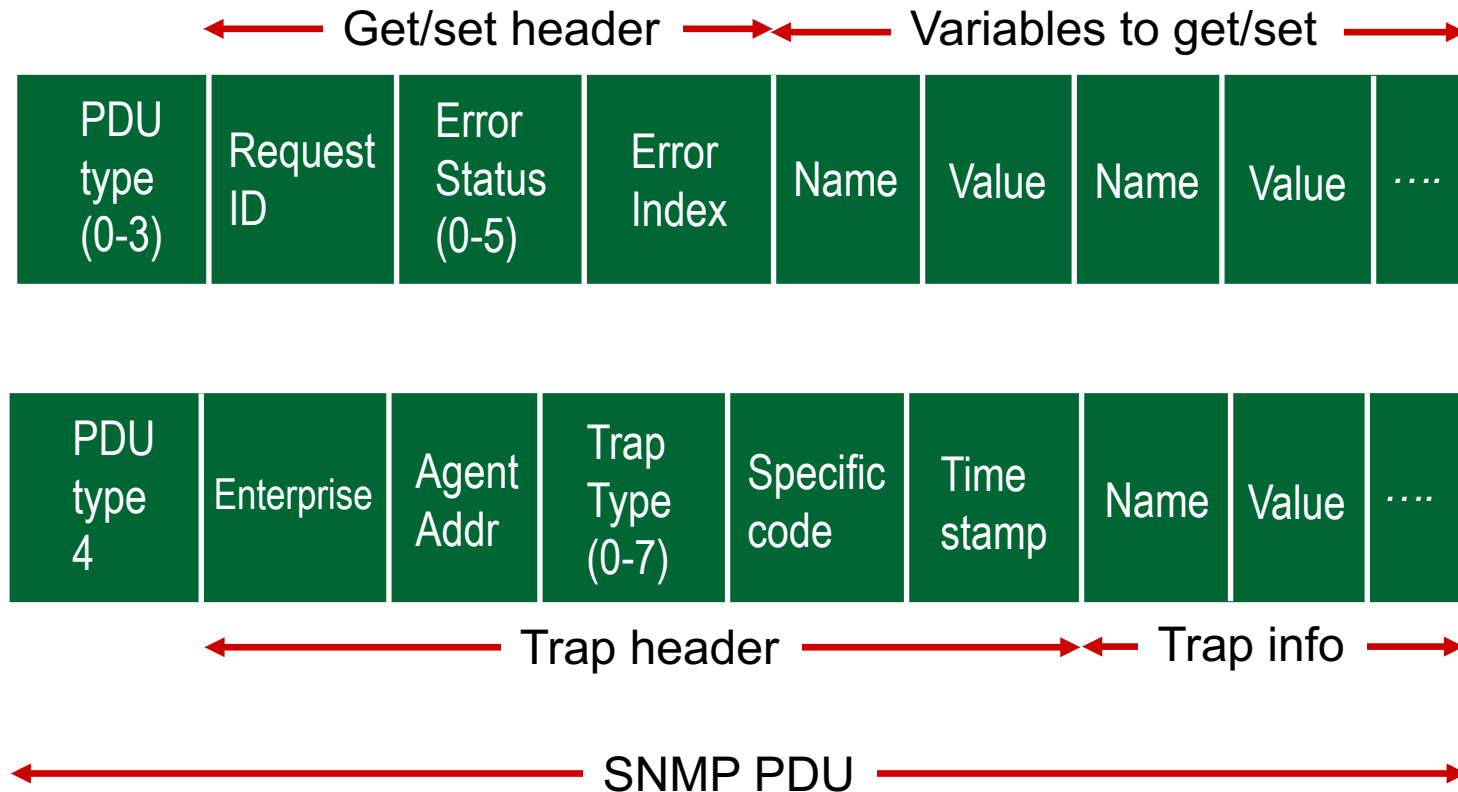 Get/set header
Variables to get/set
PDU
type
(0-3)
Request
ID
Error
Status
(0-5)
Error
Index
Name
Value
Name
Value
....
PDU
type
4
Enterprise
Agent
Addr
Trap
Type
(0-7)
Specific
code
Time
stamp
Name
Value
....
Trap header
Trap info
SNMP PDU